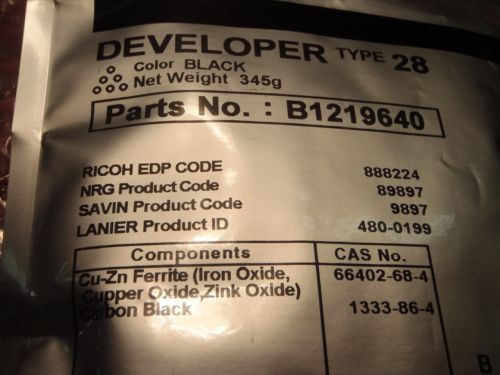 DEVELOPER TYPE 28
Color BLACK
Net Weight 345g
Parts No. : B1219640
RICOH EDP CODE 888224
NRG Product Code 89897
SAVIN Product Code 9897
LANIER Product ID 480-0199
Components CAS No.
Cu-Zn Ferrite (Iron Oxide, 66402-68-4
Cupper Oxide,Zink Oxide)
Carbon Black 1333-86-4
B